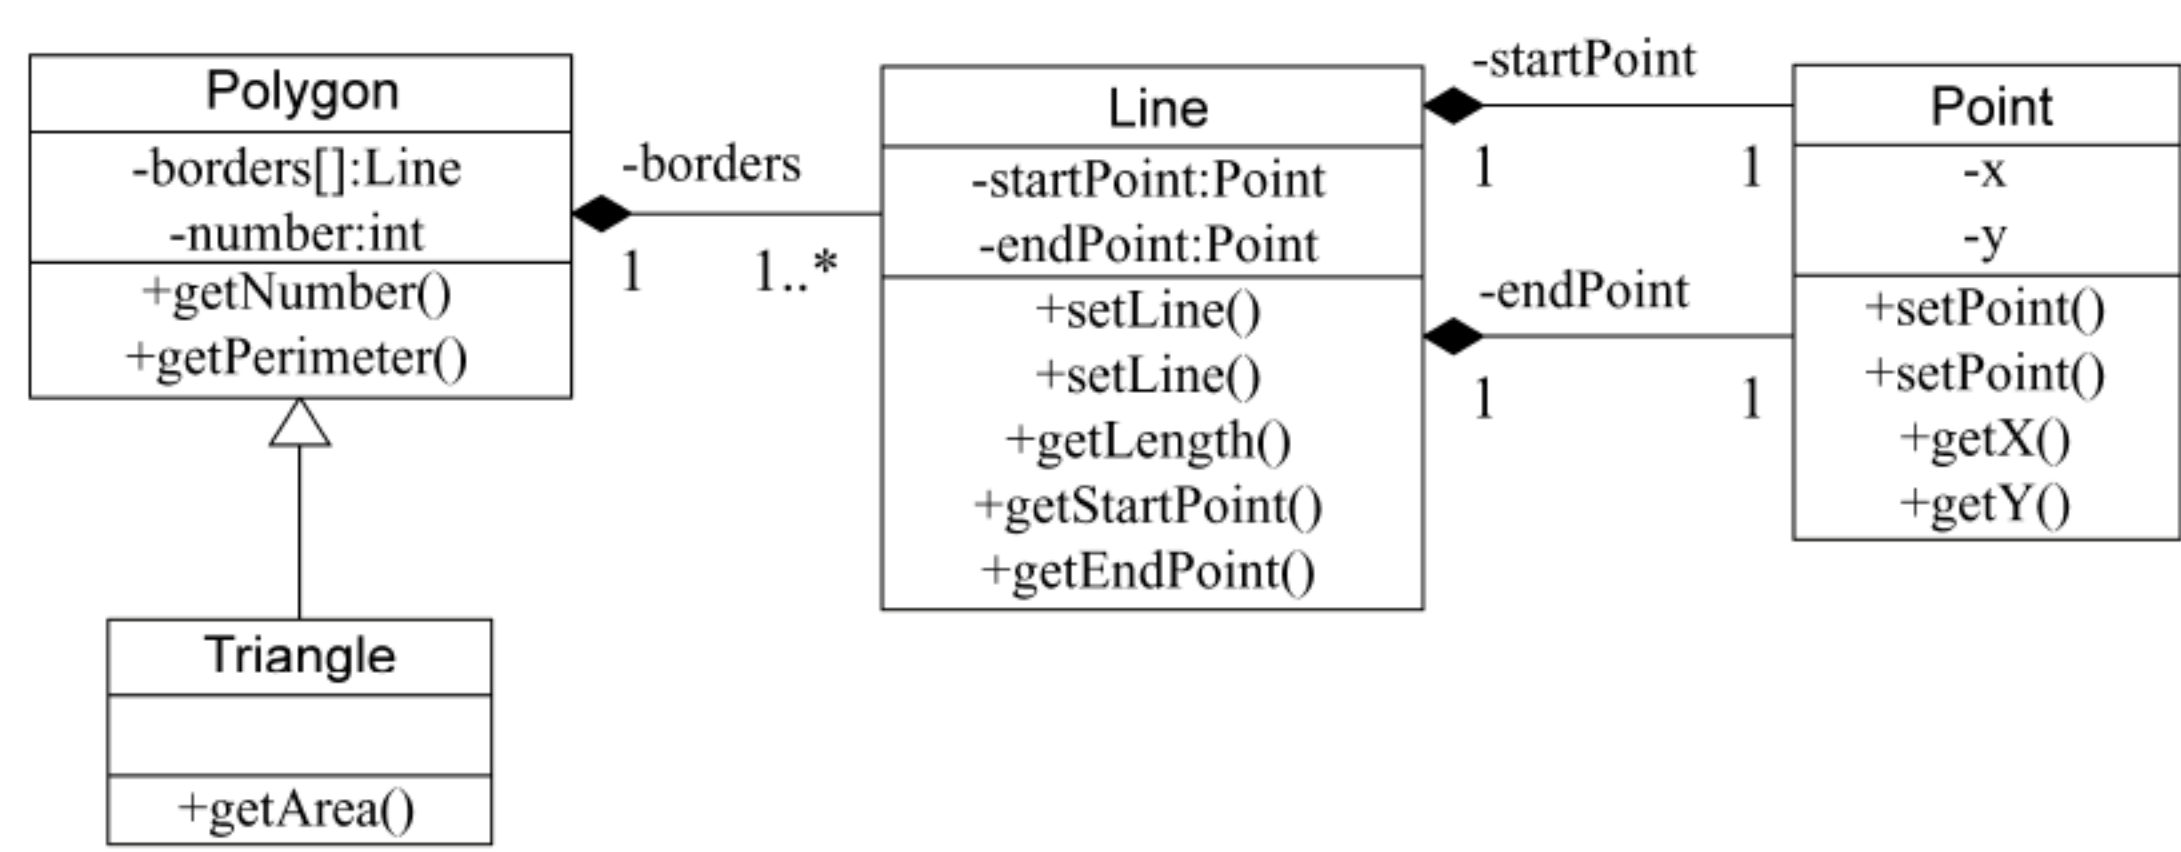 Polygon
-borders[]:Line
-number:int
+getNumber()
+getPerimeter()
-borders
1
1..*
Line
-startPoint:Point
-endPoint:Point
+setLine()
+setLine()
+getLength()
+getStartPoint()
+getEndPoint()
-startPoint
1
1
-endPoint
1
1
Point
-x
-y
+setPoint()
+setPoint()
+getX()
+getY()
Triangle
+getArea()